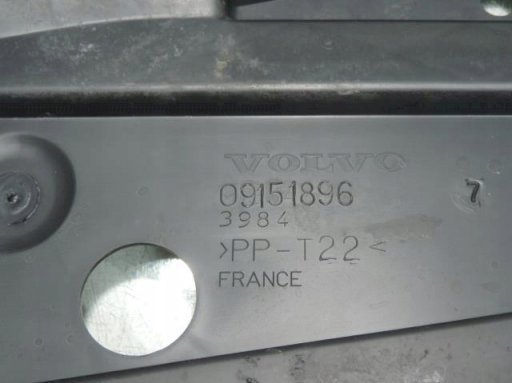 VOLVO
09151896
3984
>PP-T22<
FRANCE
7